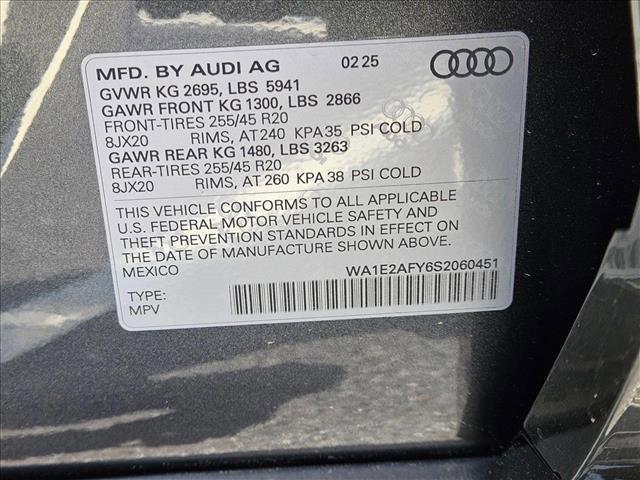 MFD. BY AUDI AG 02 25
GVWR KG 2695, LBS 5941
GAWR FRONT KG 1300, LBS 2866
FRONT-TIRES 255/45 R20
8JX20 RIMS, AT 240 KPA 35 PSI COLD
GAWR REAR KG 1480, LBS 3263
REAR-TIRES 255/45 R20
8JX20 RIMS, AT 260 KPA 38 PSI COLD
THIS VEHICLE CONFORMS TO ALL APPLICABLE
U.S. FEDERAL MOTOR VEHICLE SAFETY AND
THEFT PREVENTION STANDARDS IN EFFECT ON
THE DATE OF MANUFACTURE SHOWN ABOVE.
MEXICO WA1E2AFY6S2060451
TYPE:
MPV